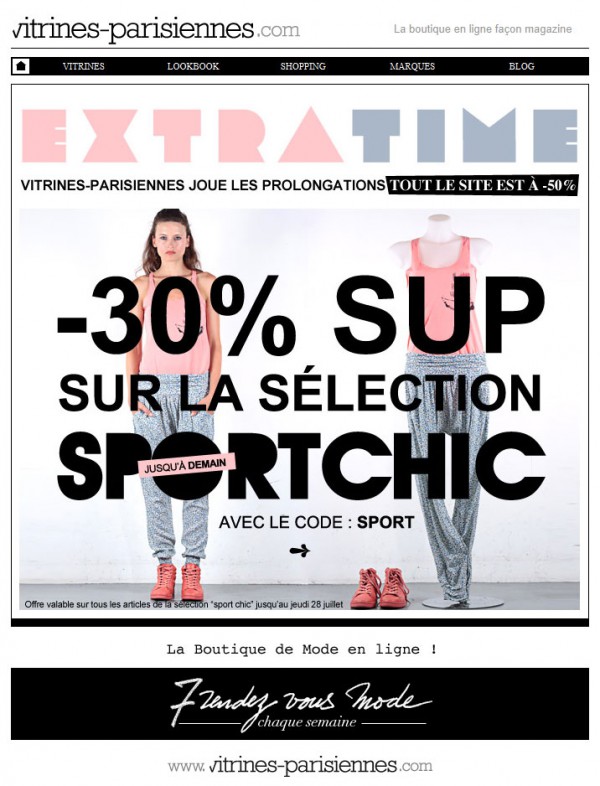 vitrines-parisiennes.com
La boutique en ligne façon magazine
VITRINES LOOKBOOK SHOPPING MARQUES BLOG
EXTRATIME
VITRINES-PARISIENNES JOUE LES PROLONGATIONS TOUT LE SITE EST À -50%
-30% SUP
SUR LA SÉLECTION
SPORTCHIC
JUSQU'À DEMAIN
AVEC LE CODE : SPORT
Offre valable sur tous les articles de la sélection "sport chic" jusqu'au jeudi 28 juillet
La Boutique de Mode en ligne !
7 rendez vous Mode
chaque semaine
www.vitrines-parisiennes.com